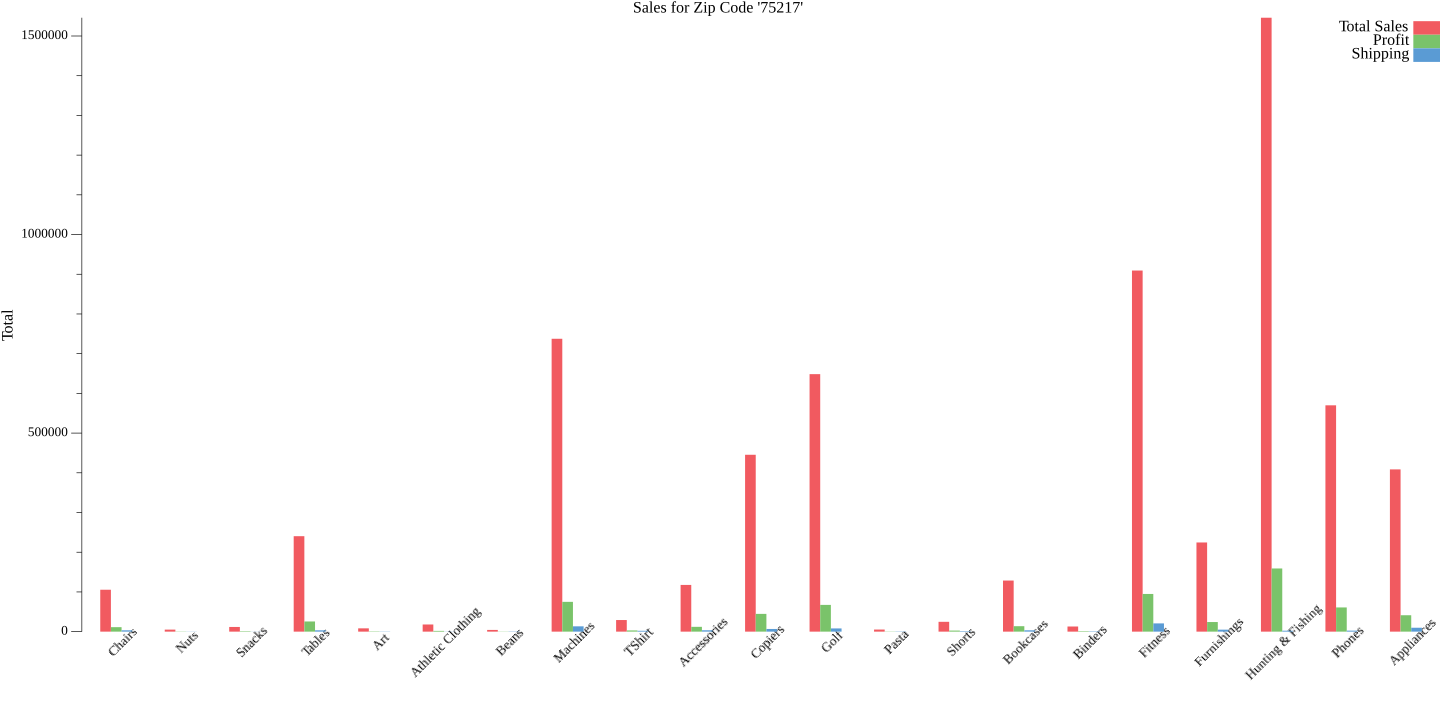 Sales for Zip Code '75217'
Total Sales
Profit
Shipping
1500000
1000000
500000
0
Total
Chairs
Nuts
Snacks
Tables
Art
Athletic Clothing
Beans
Machines
TShirt
Accessories
Copiers
Golf
Pasta
Shorts
Bookcases
Binders
Fitness
Furnishings
Hunting & Fishing
Phones
Appliances